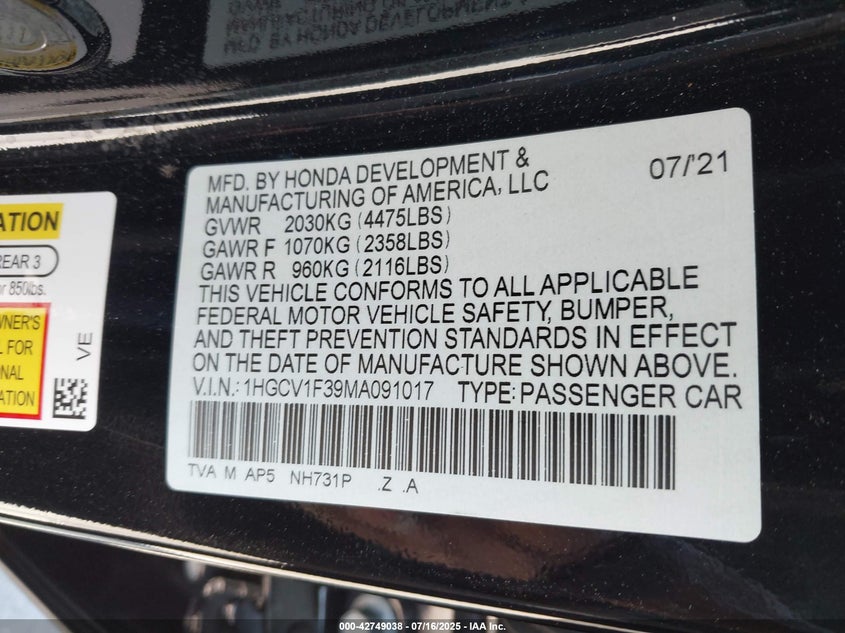 MFD. BY HONDA DEVELOPMENT &
MANUFACTURING OF AMERICA, LLC
07/'21
GVWR 2030KG (4475LBS)
GAWR F 1070KG (2358LBS)
GAWR R 960KG (2116LBS)
THIS VEHICLE CONFORMS TO ALL APPLICABLE
FEDERAL MOTOR VEHICLE SAFETY, BUMPER,
AND THEFT PREVENTION STANDARDS IN EFFECT
ON THE DATE OF MANUFACTURE SHOWN ABOVE.
V.I.N.: 1HGCV1F39MA091017 TYPE: PASSENGER CAR
TVA M AP5 NH731P .Z .A
REAR 3
850lbs.
FOR
VE
000-42749038 - 07/16/2025 - IAA Inc.